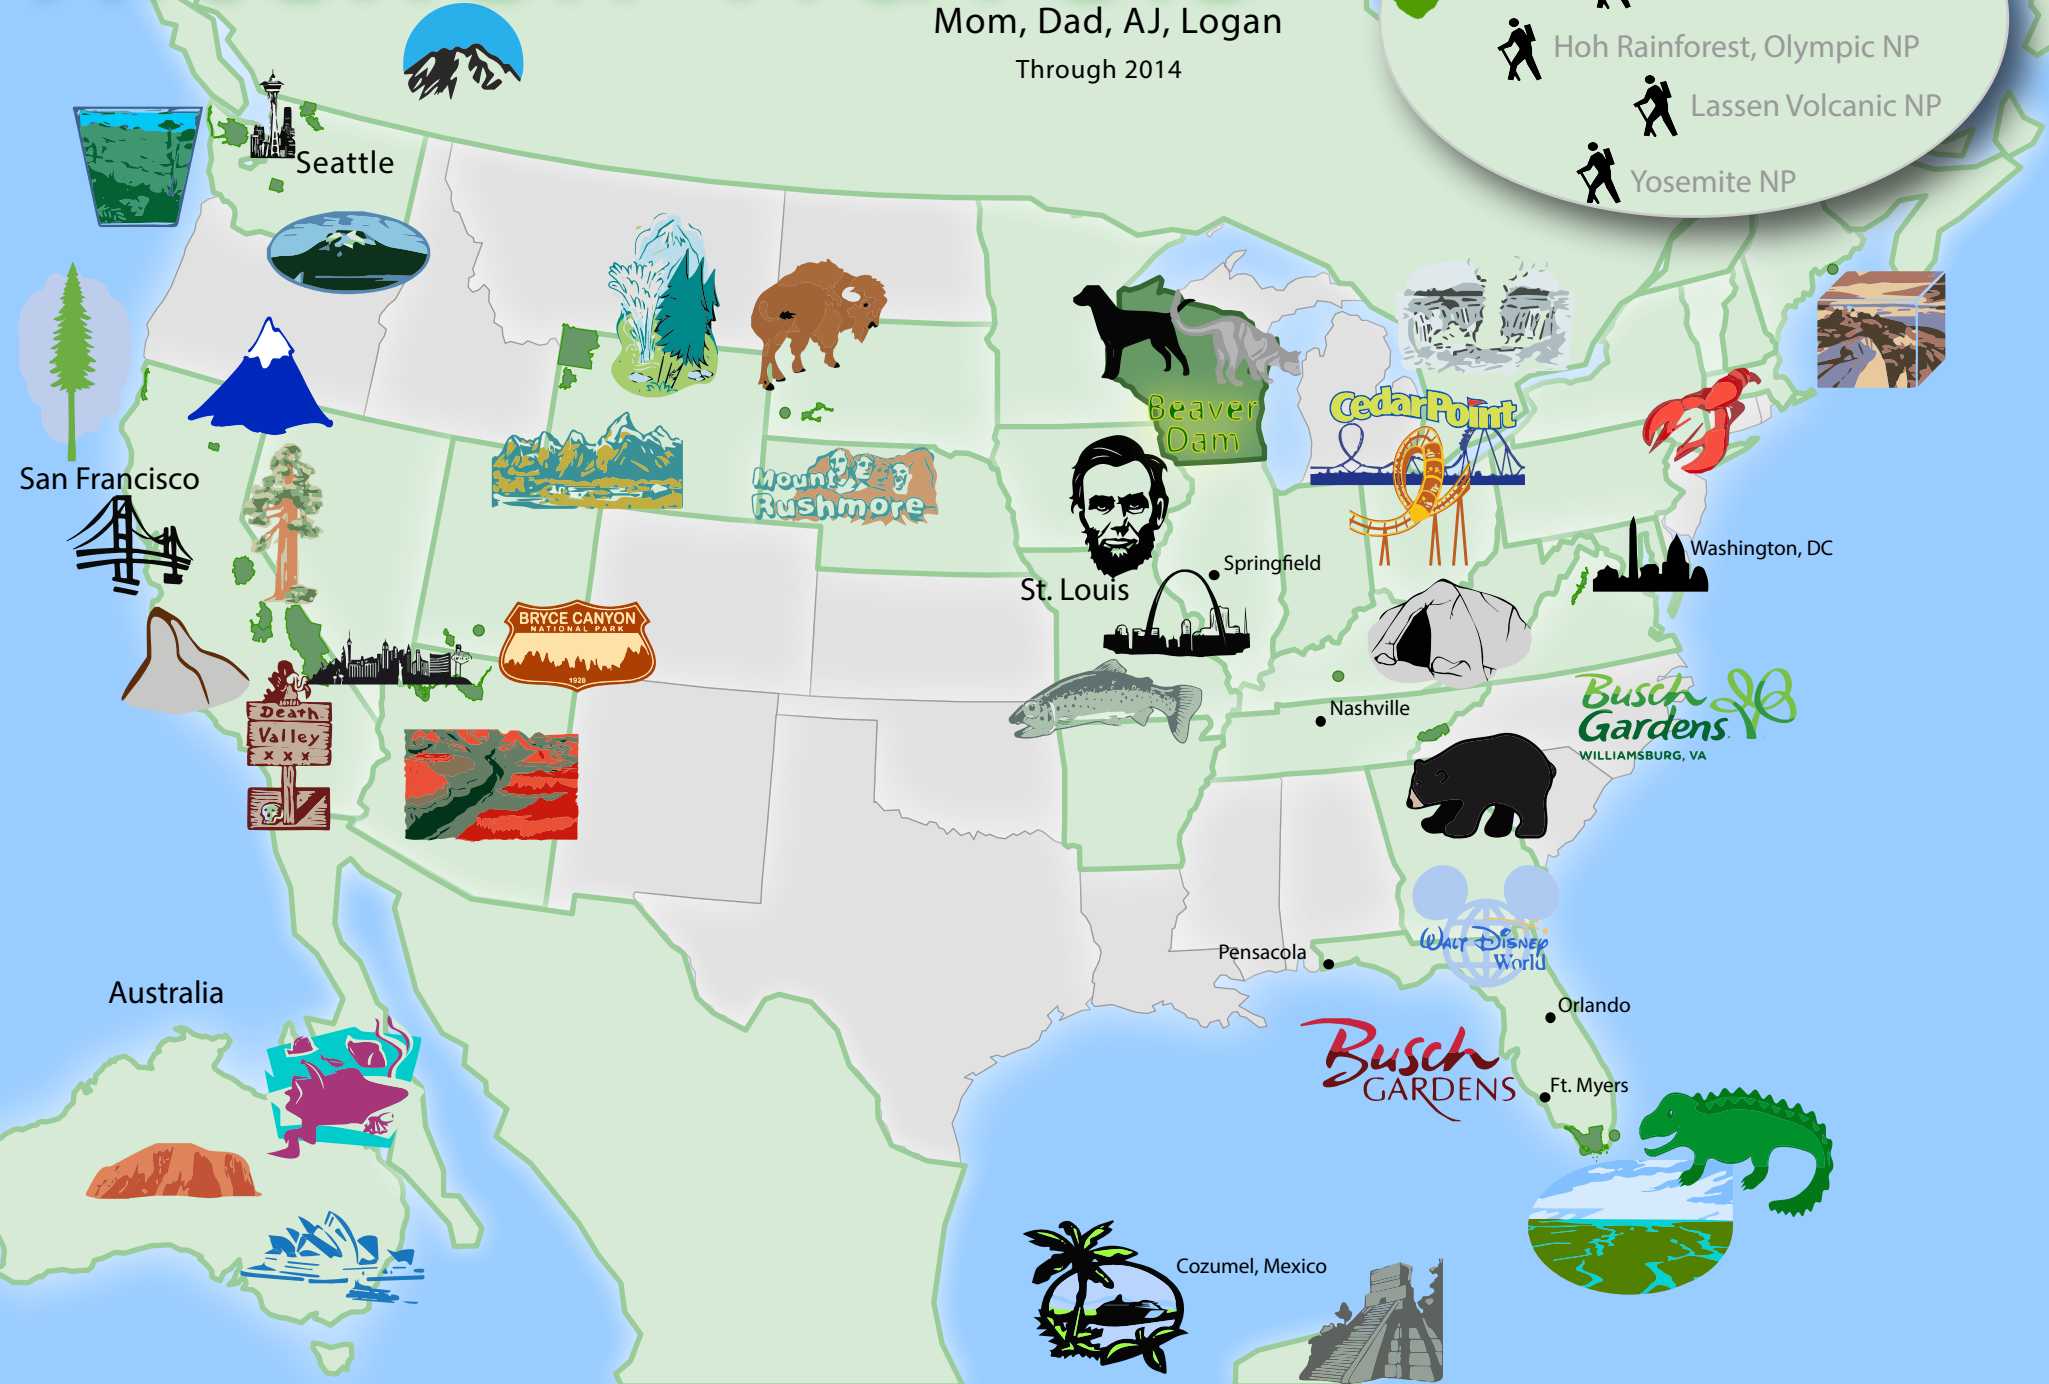 Mom, Dad, AJ, Logan
Through 2014
Hoh Rainforest, Olympic NP
Lassen Volcanic NP
Yosemite NP
Seattle
Beaver
Dam
CedarPoint
San Francisco
Mount
Rushmore
Springfield
Washington, DC
St. Louis
BRYCE CANYON
NATIONAL PARK
1928
Death
Valley
x x x
Nashville
Busch
Gardens
WILLIAMSBURG, VA
WALT DISNEY
World
Pensacola
Orlando
Australia
Busch
GARDENS
Ft. Myers
Cozumel, Mexico